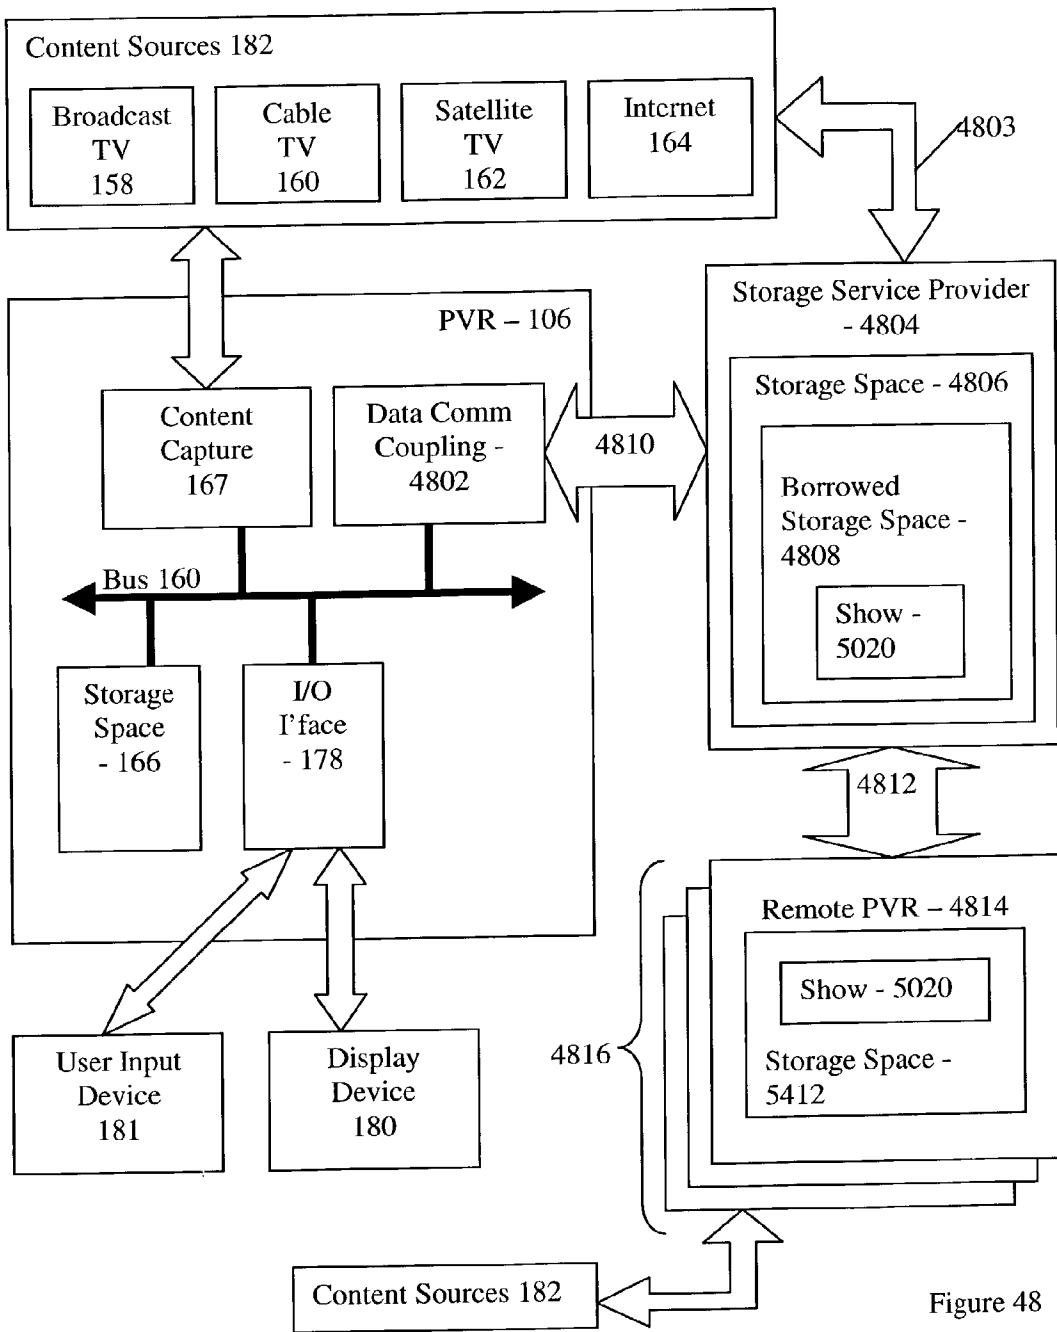 Content Sources 182
Broadcast
TV
158
Cable
TV
160
Satellite
TV
162
Internet
164
4803
PVR – 106
Content
Capture
167
Data Comm
Coupling -
4802
4810
Storage Service Provider
- 4804
Storage Space - 4806
Borrowed
Storage Space -
4808
Show -
5020
Bus 160
Storage
Space
- 166
I/O
I'face
- 178
4812
User Input
Device
181
Display
Device
180
4816
Remote PVR – 4814
Show - 5020
Storage Space -
5412
Content Sources 182
Figure 48